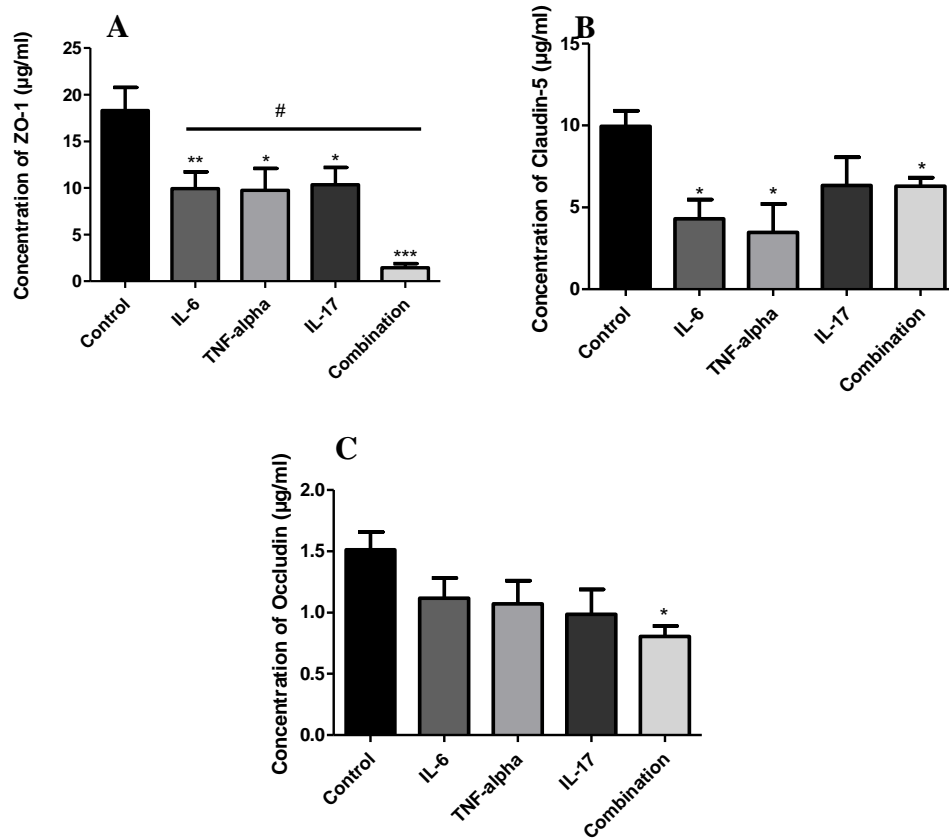 A
Concentration of ZO-1 (µg/ml)
25
20
15
10
5
0
#
**
*
*
***
Control
IL-6
TNF-alpha
IL-17
Combination
B
Concentration of Claudin-5 (µg/ml)
15
10
5
0
*
*
*
Control
IL-6
TNF-alpha
IL-17
Combination
C
Concentration of Occludin (µg/ml)
2.0
1.5
1.0
0.5
0.0
*
Control
IL-6
TNF-alpha
IL-17
Combination